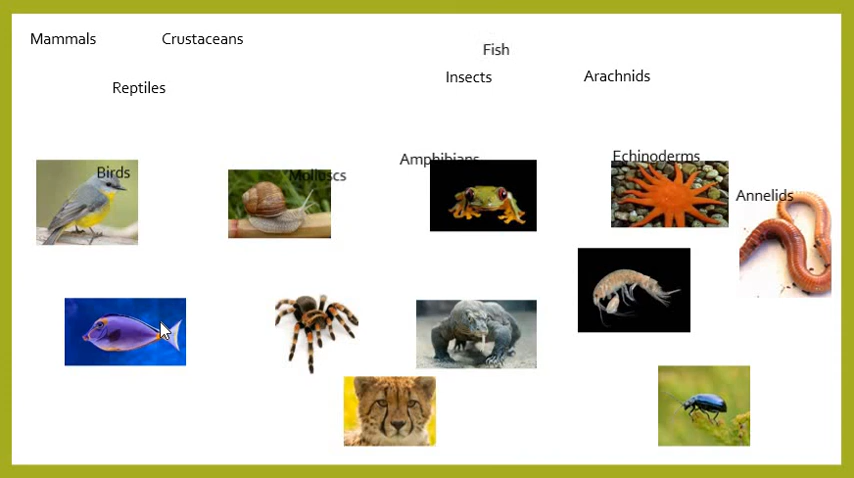 Mammals
Crustaceans
Fish
Insects
Arachnids
Reptiles
Amphibians
Echinoderms
Birds
Molluscs
Annelids